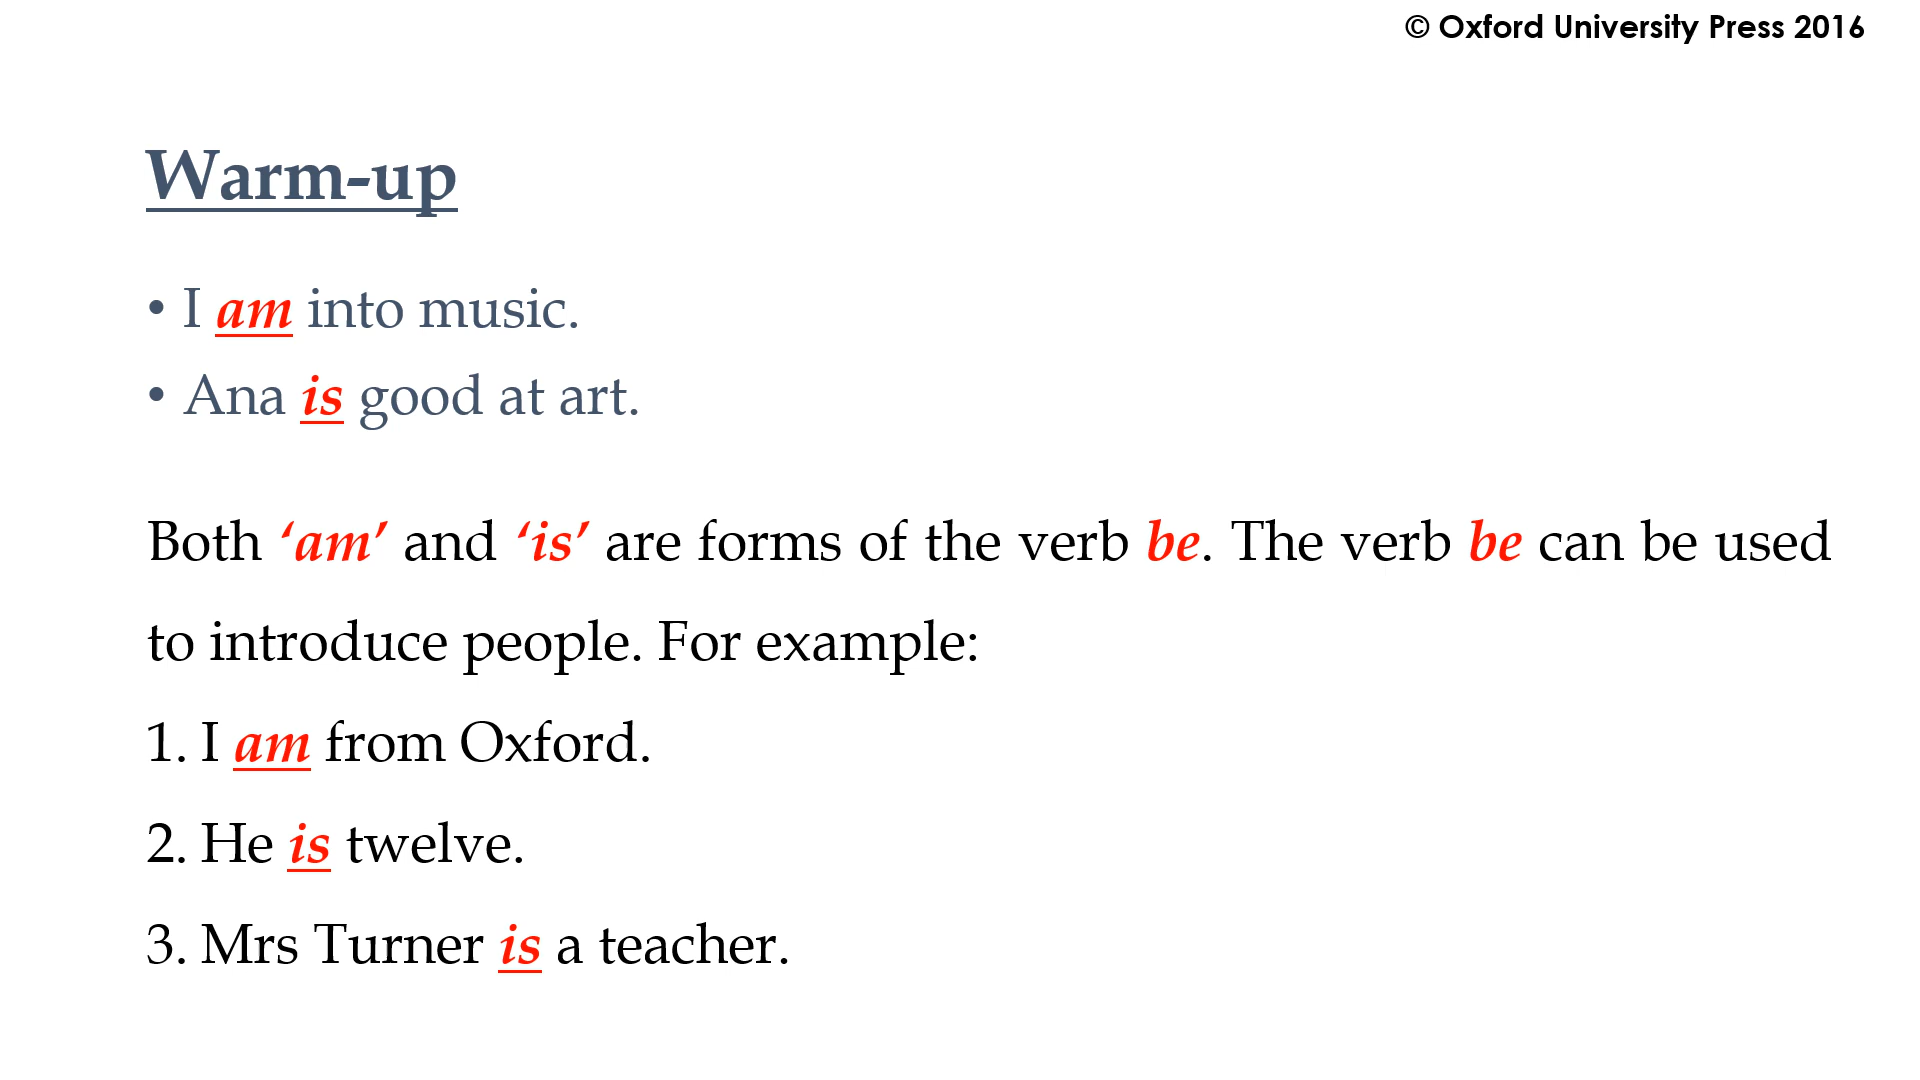 © Oxford University Press 2016
Warm-up
• I am into music.
• Ana is good at art.
Both ‘am’ and ‘is’ are forms of the verb be. The verb be can be used
to introduce people. For example:
1. I am from Oxford.
2. He is twelve.
3. Mrs Turner is a teacher.